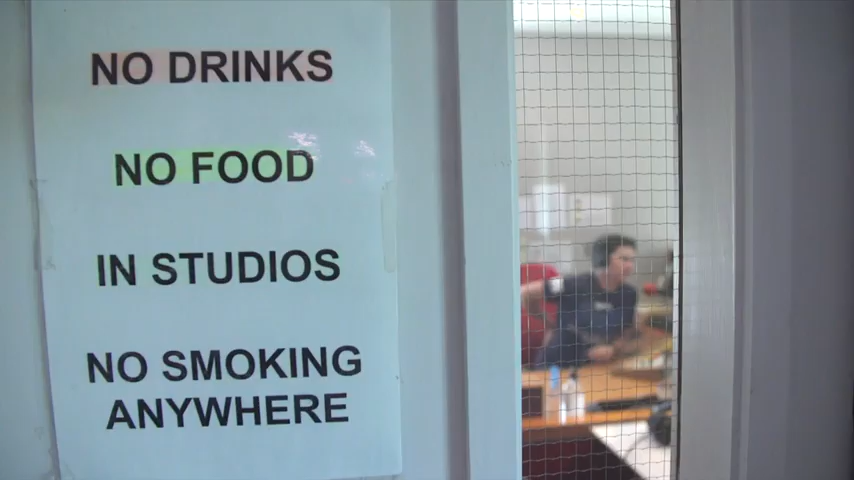 NO DRINKS
NO FOOD
IN STUDIOS
NO SMOKING
ANYWHERE